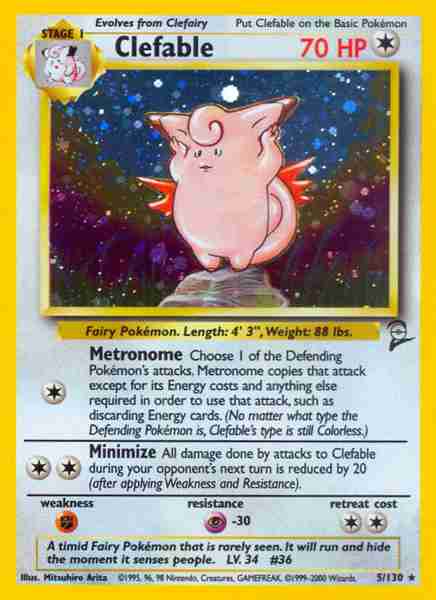 Evolves from Clefairy Put Clefable on the Basic Pokémon
STAGE 1
Clefable 70 HP
Fairy Pokémon. Length: 4' 3", Weight: 88 lbs.
Metronome Choose 1 of the Defending
Pokémon's attacks. Metronome copies that attack
except for its Energy costs and anything else
required in order to use that attack, such as
discarding Energy cards. (No matter what type the
Defending Pokémon is, Clefable's type is still Colorless.)
Minimize All damage done by attacks to Clefable
during your opponent's next turn is reduced by 20
(after applying Weakness and Resistance).
weakness resistance retreat cost
-30
A timid Fairy Pokémon that is rarely seen. It will run and hide
the moment it senses people. LV. 34 #36
Illus. Mitsuhiro Arita ©1995, 96, 98 Nintendo, Creatures, GAMEFREAK. ©1999-2000 Wizards. 5/130 ★